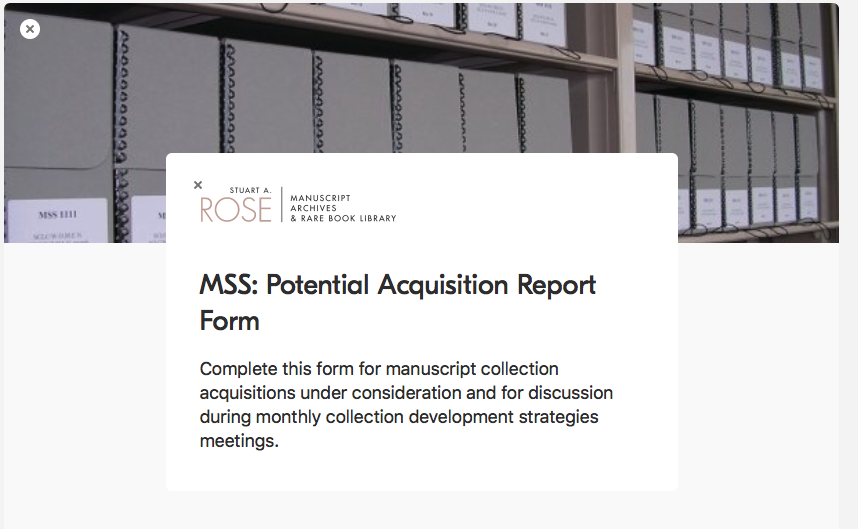 MSS 1111
STUART A.
ROSE
MANUSCRIPT
ARCHIVES
& RARE BOOK LIBRARY
MSS: Potential Acquisition Report
Form
Complete this form for manuscript collection
acquisitions under consideration and for discussion
during monthly collection development strategies
meetings.